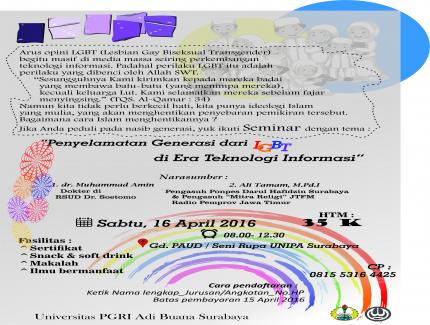 Arus opini LGBT (Lesbian Gay Biseksual Transgender)
begitu masif di media massa seiring perkembangan
teknologi informasi. Padahal perilaku LGBT itu adalah
perilaku yang dibenci oleh Allah SWT.
"Sesungguhnya Kami kirimkan kepada mereka badai
yang membawa batu-batu (yang menimpa mereka),
kecuali keluarga Lut. Kami selamatkan mereka sebelum fajar
menyingsing." (TQS. Al-Qamar : 34)
Namun kita tidak perlu berkecil hati, kita punya ideologi Islam
yang mulia, yang akan menghentikan penyebaran pemikiran tersebut.
Bagaimana cara Islam menghentikannya ?
Jika Anda peduli pada nasib generasi, yuk ikuti Seminar dengan tema :
"Penyelamatan Generasi dari LGBT
di Era Teknologi Informasi"
Narasumber :
1. dr. Muhammad Amin
Dokter di
RSUD Dr. Soetomo
2. Ali Tamam, M.Pd.I
Pengasuh Ponpes Darul Hafidzin Surabaya
& Pengasuh "Mitra Religi" JTFM
Radio Pemprov Jawa Timur
Sabtu, 16 April 2016
HTM :
35 K
08.00- 12.30
Gd. PAUD / Seni Rupa UNIPA Surabaya
Fasilitas :
Sertifikat
Snack & soft drink
Makalah
Ilmu bermanfaat
CP :
0815 5316 4425
Cara pendaftaran :
Ketik Nama lengkap_Jurusan/Angkatan_No.HP
Batas pembayaran 15 April 2016
Universitas PGRI Adi Buana Surabaya